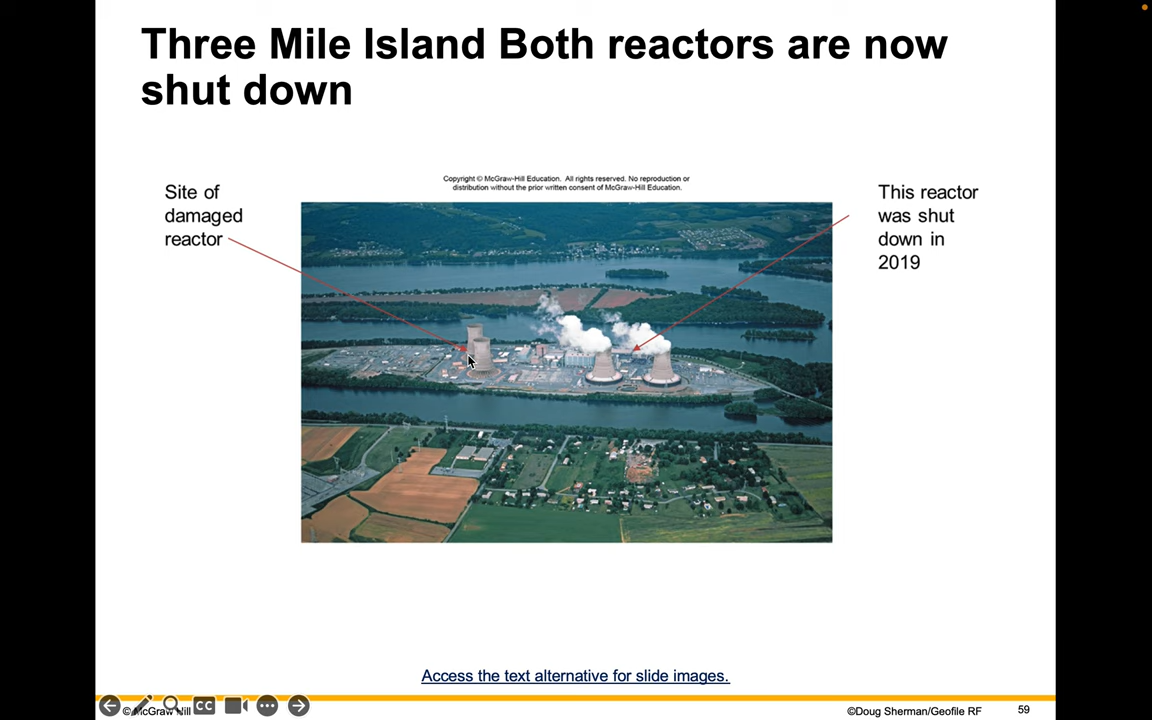 Three Mile Island Both reactors are now
shut down
Copyright © McGraw-Hill Education. All rights reserved. No reproduction or
distribution without the prior written consent of McGraw-Hill Education.
Site of
damaged
reactor
This reactor
was shut
down in
2019
Access the text alternative for slide images.
CC
©McGraw Hill
©Doug Sherman/Geofile RF
59